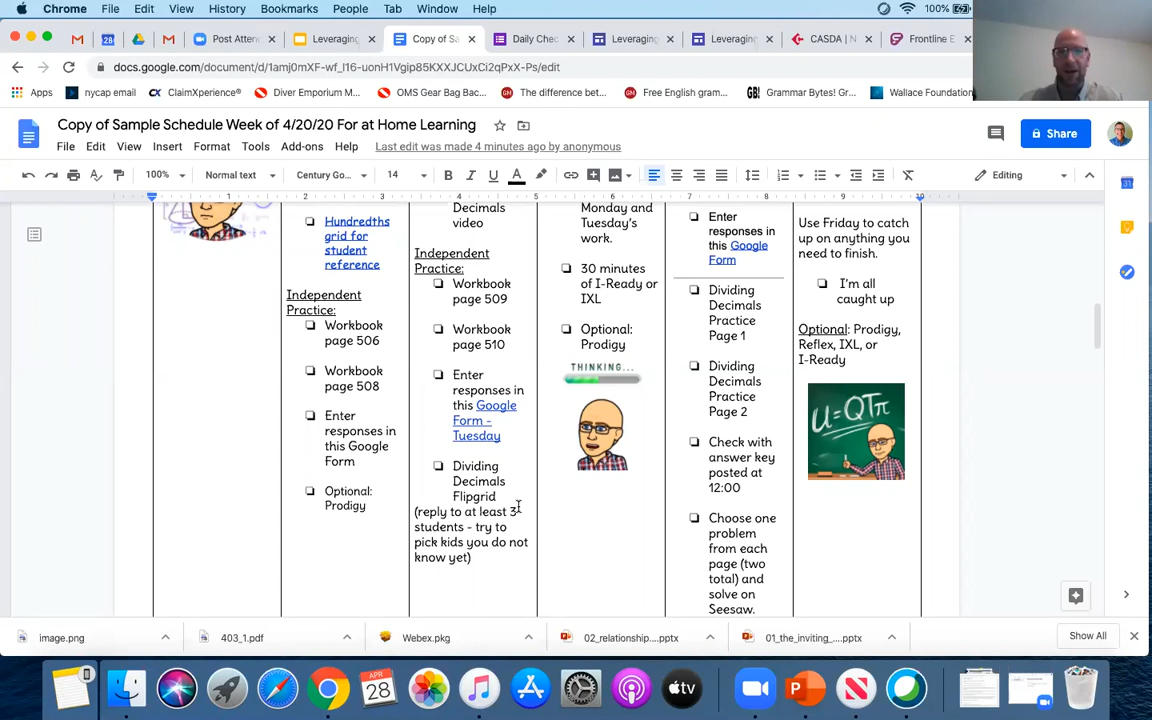 Chrome File Edit View History Bookmarks People Tab Window Help 100%
Post Atten Leveraging Copy of Sa Daily Chec Leveraging Leveraging CASDA | N Frontline E
docs.google.com/document/d/1amj0mXF-wf_l16-uonH1Vgip85KXXJCUxCi2qPxX-Ps/edit
Apps nycap email ClaimXperience® Diver Emporium M... OMS Gear Bag Bac... The difference bet... Free English gram... Grammar Bytes! Gr... Wallace Foundation
Copy of Sample Schedule Week of 4/20/20 For at Home Learning
Share
File Edit View Insert Format Tools Add-ons Help Last edit was made 4 minutes ago by anonymous
100% Normal text Century Go... 14 B I U A Editing
1 2 3 4 5 6 7 8 9 10
Hundredths
grid for
student
reference
Independent
Practice:
Workbook
page 506
Workbook
page 508
Enter
responses in
this Google
Form
Optional:
Prodigy
Decimals
video
Independent
Practice:
Workbook
page 509
Workbook
page 510
Enter
responses in
this Google
Form -
Tuesday
Dividing
Decimals
Flipgrid
(reply to at least 3
students - try to
pick kids you do not
know yet)
Monday and
Tuesday's
work.
30 minutes
of I-Ready or
IXL
Optional:
Prodigy
THINKING...
Enter
responses in
this Google
Form
Dividing
Decimals
Practice
Page 1
Dividing
Decimals
Practice
Page 2
Check with
answer key
posted at
12:00
Choose one
problem
from each
page (two
total) and
solve on
Seesaw.
Use Friday to catch
up on anything you
need to finish.
I'm all
caught up
Optional: Prodigy,
Reflex, IXL, or
I-Ready
U=QTπ
image.png 403_1.pdf Webex.pkg 02_relationship....pptx 01_the_inviting_....pptx Show All
APR
28
tv